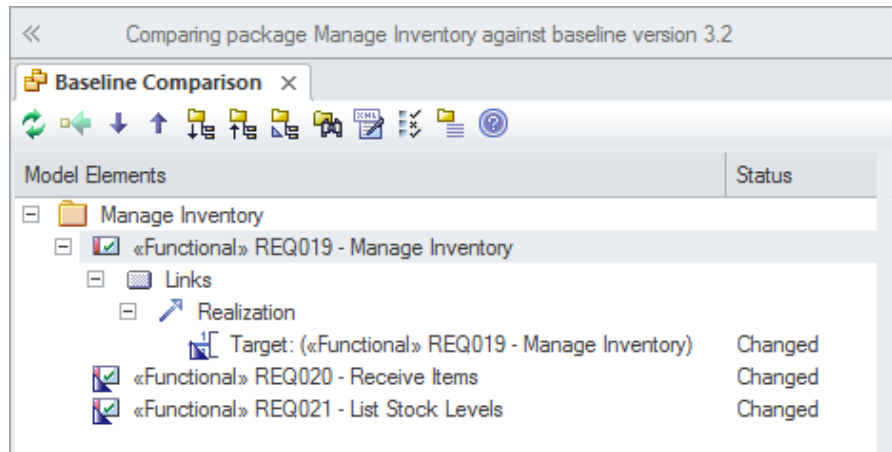 Comparing package Manage Inventory against baseline version 3.2
Baseline Comparison
XML
Model Elements Status
Manage Inventory
«Functional» REQ019 - Manage Inventory
Links
Realization
Target: («Functional» REQ019 - Manage Inventory) Changed
«Functional» REQ020 - Receive Items Changed
«Functional» REQ021 - List Stock Levels Changed